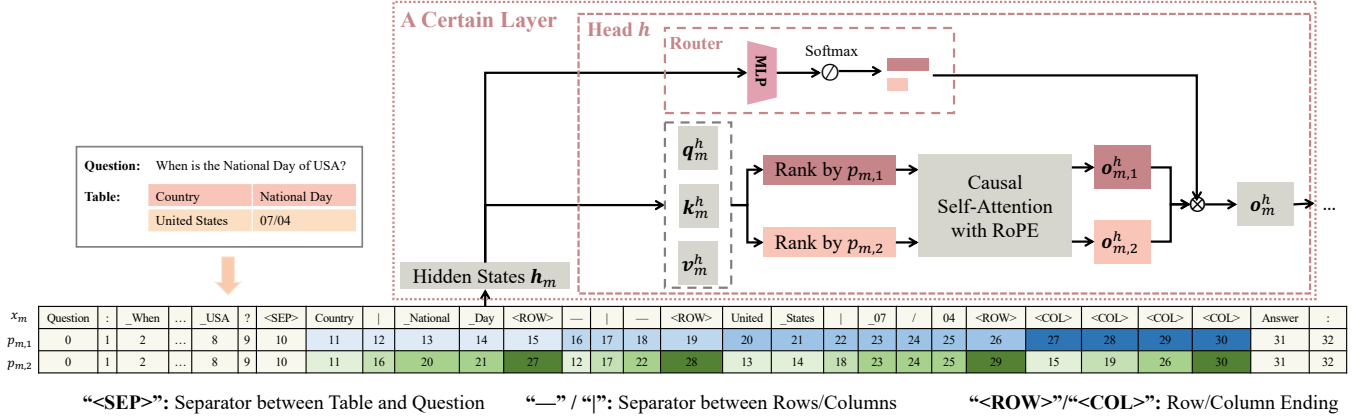 A Certain Layer
Head h
Router
MLP
Softmax
Question: When is the National Day of USA?
Table: Country National Day
United States 07/04
q_m^h
k_m^h
v_m^h
Rank by p_{m,1}
Rank by p_{m,2}
Causal
Self-Attention
with RoPE
o_{m,1}^h
o_{m,2}^h
o_m^h
...
Hidden States h_m
x_m Question : _When … _USA ? <SEP> Country | _National _Day <ROW> — | — <ROW> United _States | _07 / 04 <ROW> <COL> <COL> <COL> <COL> Answer :
p_{m,1} 0 1 2 … 8 9 10 11 12 13 14 15 16 17 18 19 20 21 22 23 24 25 26 27 28 29 30 31 32
p_{m,2} 0 1 2 … 8 9 10 11 16 20 21 27 12 17 22 28 13 14 18 23 24 25 29 15 19 26 30 31 32
“<SEP>”: Separator between Table and Question “—” / “|”: Separator between Rows/Columns “<ROW>”/“<COL>”: Row/Column Ending